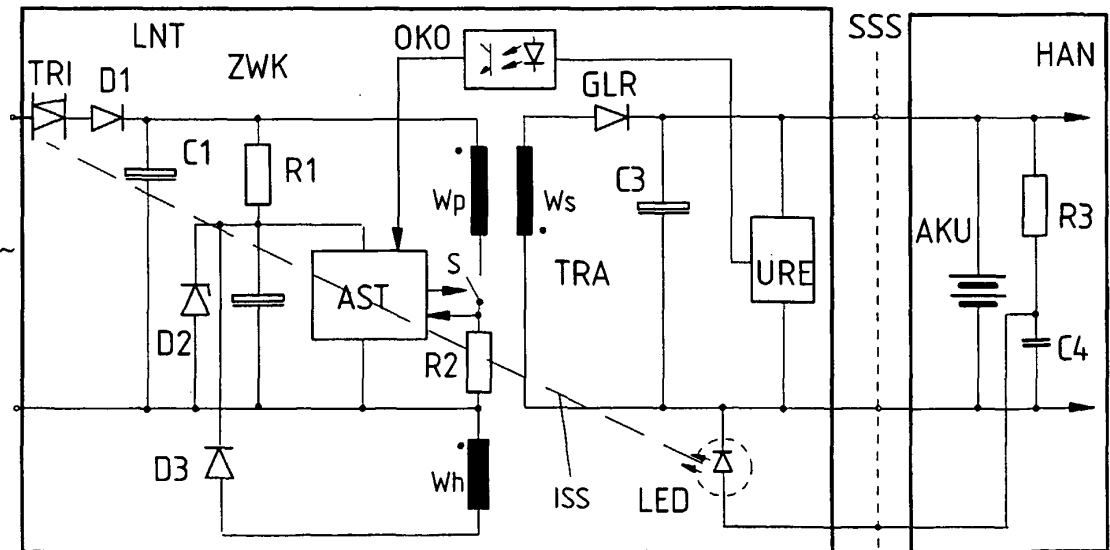 LNT
OKO
SSS
HAN
TRI
D1
ZWK
GLR
C1
R1
Wp
Ws
C3
R3
AKU
~
S
AST
TRA
URE
D2
R2
C4
D3
Wh
ISS
LED